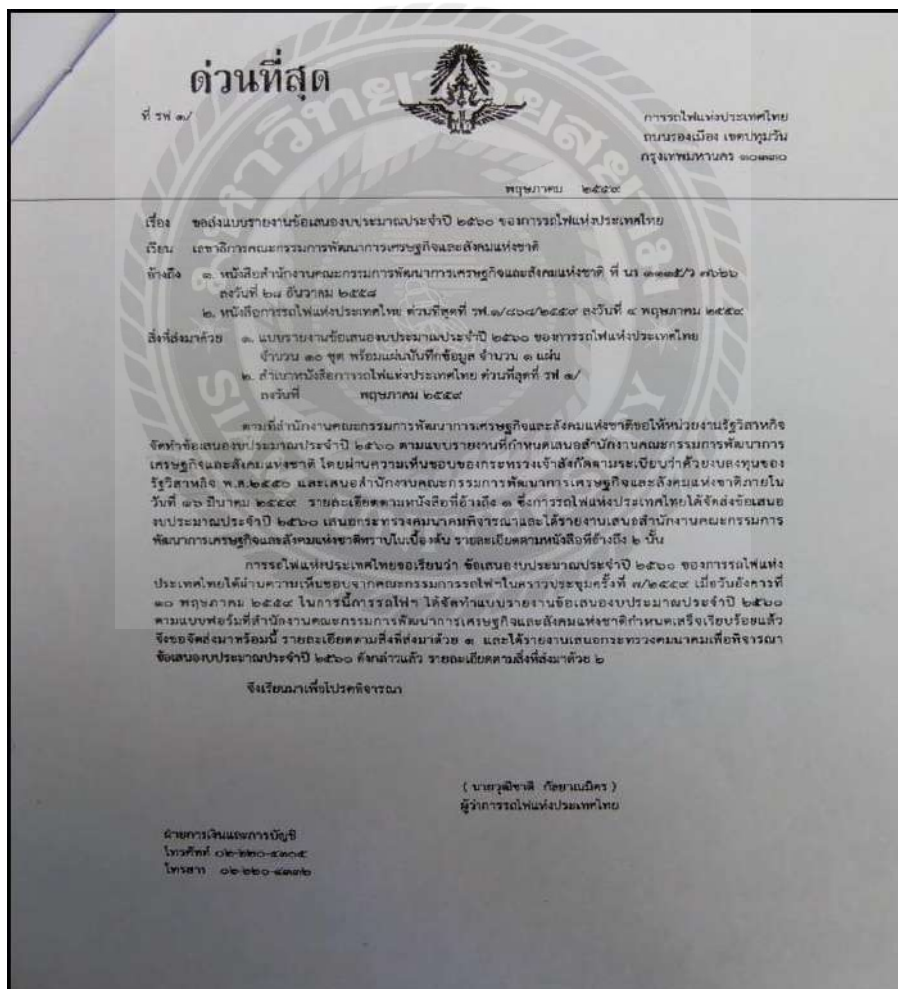 ด่วนที่สุด
ที่ รฟ ๑/
การรถไฟแห่งประเทศไทย
ถนนรองเมือง เขตปทุมวัน
กรุงเทพมหานคร ๑๐๓๓๐
พฤษภาคม ๒๕๕๙
เรื่อง ขอส่งแบบรายงานข้อเสนองบประมาณประจำปี ๒๕๖๐ ของการรถไฟแห่งประเทศไทย
เรียน เลขาธิการคณะกรรมการพัฒนาการเศรษฐกิจและสังคมแห่งชาติ
อ้างถึง ๑. หนังสือสำนักงานคณะกรรมการพัฒนาการเศรษฐกิจและสังคมแห่งชาติ ที่ นร ๑๑๑๕/ว ๗๖๒๖
ลงวันที่ ๒๘ ธันวาคม ๒๕๕๘
๒. หนังสือการรถไฟแห่งประเทศไทย ด่วนที่สุดที่ รฟ.๑/๘๖๘/๒๕๕๙ ลงวันที่ ๔ พฤษภาคม ๒๕๕๙
สิ่งที่ส่งมาด้วย ๑. แบบรายงานข้อเสนองบประมาณประจำปี ๒๕๖๐ ของการรถไฟแห่งประเทศไทย
จำนวน ๑๐ ชุด พร้อมแผ่นบันทึกข้อมูล จำนวน ๑ แผ่น
๒. สำเนาหนังสือการรถไฟแห่งประเทศไทย ด่วนที่สุดที่ รฟ ๑/
ลงวันที่ พฤษภาคม ๒๕๕๙
ตามที่สำนักงานคณะกรรมการพัฒนาการเศรษฐกิจและสังคมแห่งชาติขอให้หน่วยงานรัฐวิสาหกิจ
จัดทำข้อเสนองบประมาณประจำปี ๒๕๖๐ ตามแบบรายงานที่กำหนดเสนอสำนักงานคณะกรรมการพัฒนาการ
เศรษฐกิจและสังคมแห่งชาติ โดยผ่านความเห็นชอบของกระทรวงเจ้าสังกัดตามระเบียบว่าด้วยงบลงทุนของ
รัฐวิสาหกิจ พ.ศ.๒๕๕๐ และเสนอสำนักงานคณะกรรมการพัฒนาการเศรษฐกิจและสังคมแห่งชาติภายใน
วันที่ ๑๖ มีนาคม ๒๕๕๙ รายละเอียดตามหนังสือที่อ้างถึง ๑ ซึ่งการรถไฟแห่งประเทศไทยได้จัดส่งข้อเสนอ
งบประมาณประจำปี ๒๕๖๐ เสนอกระทรวงคมนาคมพิจารณาและได้รายงานเสนอสำนักงานคณะกรรมการ
พัฒนาการเศรษฐกิจและสังคมแห่งชาติทราบในเบื้องต้น รายละเอียดตามหนังสือที่อ้างถึง ๒ นั้น
การรถไฟแห่งประเทศไทยขอเรียนว่า ข้อเสนองบประมาณประจำปี ๒๕๖๐ ของการรถไฟแห่ง
ประเทศไทยได้ผ่านความเห็นชอบจากคณะกรรมการรถไฟฯในคราวประชุมครั้งที่ ๗/๒๕๕๙ เมื่อวันอังคารที่
๑๐ พฤษภาคม ๒๕๕๙ ในการนี้การรถไฟฯ ได้จัดทำแบบรายงานข้อเสนองบประมาณประจำปี ๒๕๖๐
ตามแบบฟอร์มที่สำนักงานคณะกรรมการพัฒนาการเศรษฐกิจและสังคมแห่งชาติกำหนดเสร็จเรียบร้อยแล้ว
จึงขอจัดส่งมาพร้อมนี้ รายละเอียดตามสิ่งที่ส่งมาด้วย ๑ และได้รายงานเสนอกระทรวงคมนาคมเพื่อพิจารณา
ข้อเสนองบประมาณประจำปี ๒๕๖๐ ดังกล่าวแล้ว รายละเอียดตามสิ่งที่ส่งมาด้วย ๒
จึงเรียนมาเพื่อโปรดพิจารณา
( นายวุฒิชาติ กัลยาณมิตร )
ผู้ว่าการรถไฟแห่งประเทศไทย
ฝ่ายการเงินและการบัญชี
โทรศัพท์
โทรสาร